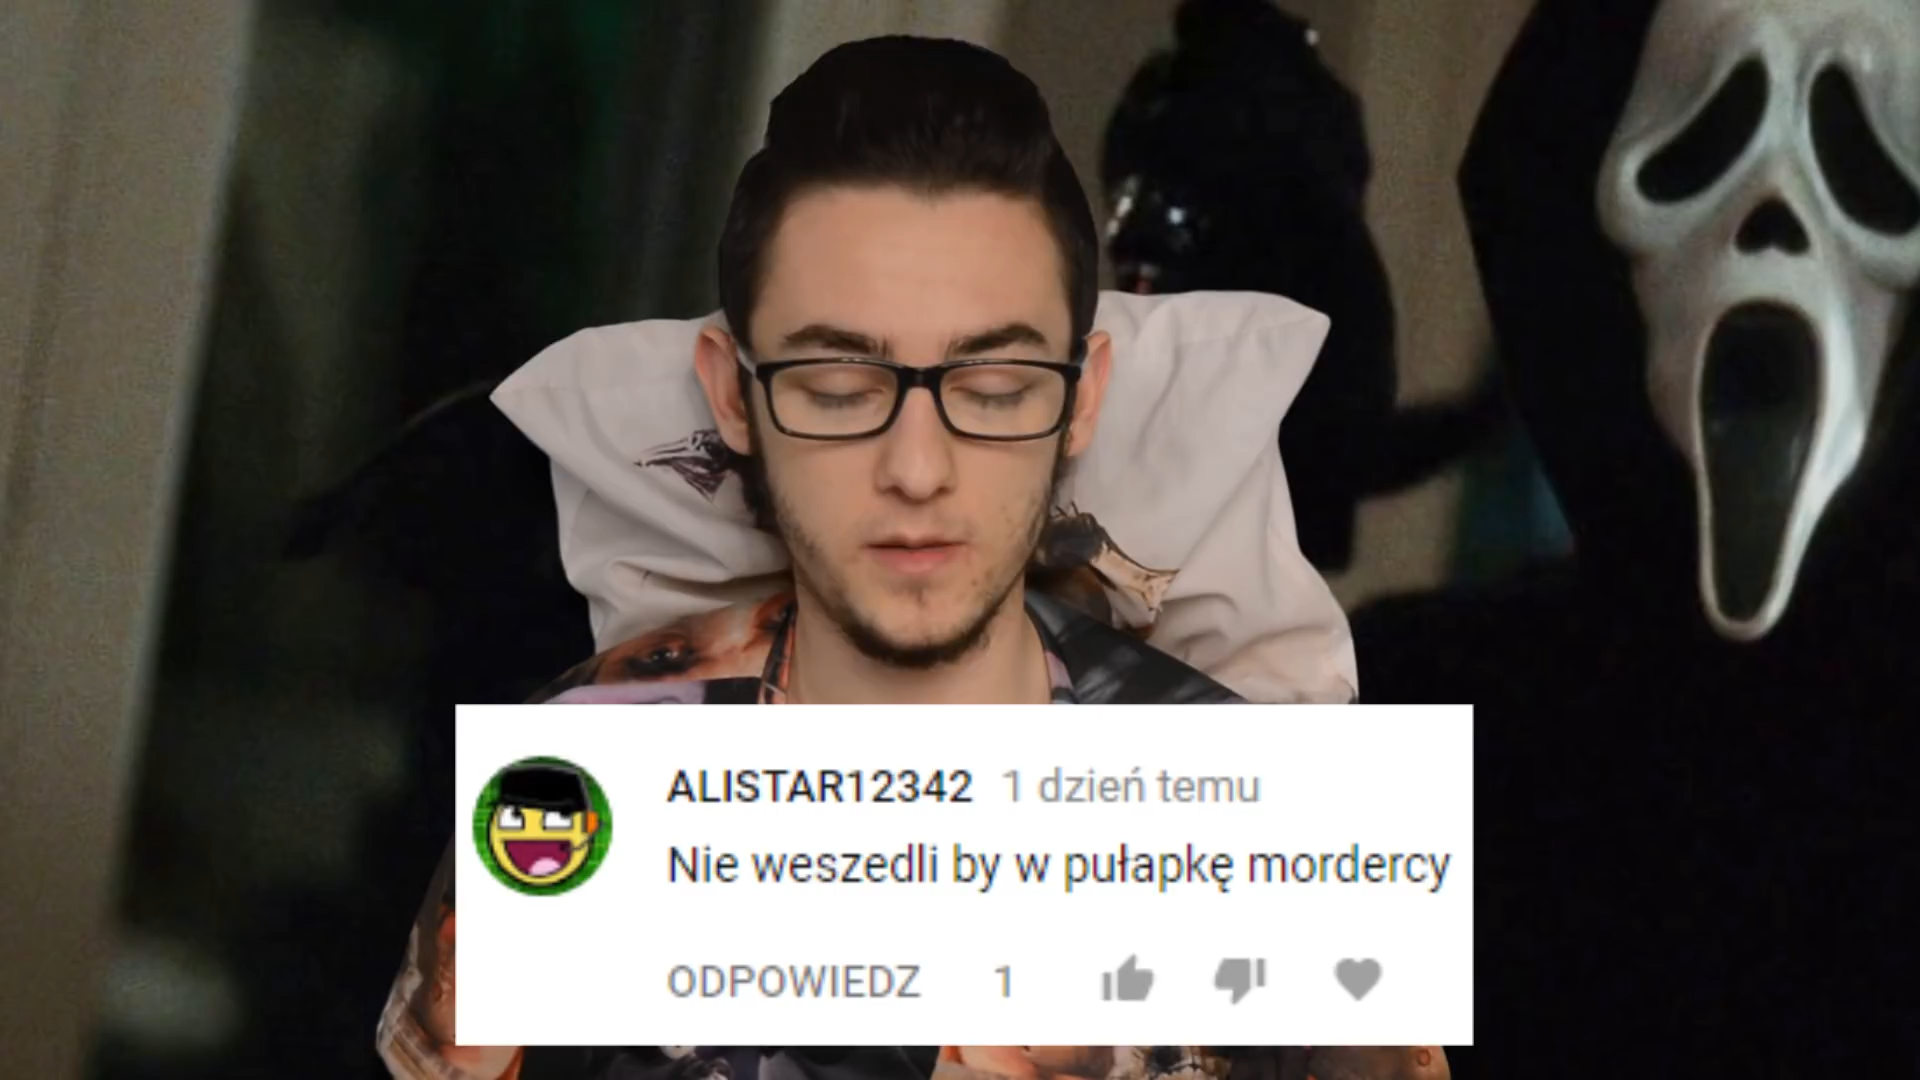 ALISTAR12342 1 dzień temu
Nie weszedli by w pułapkę mordercy
ODPOWIEDZ 1